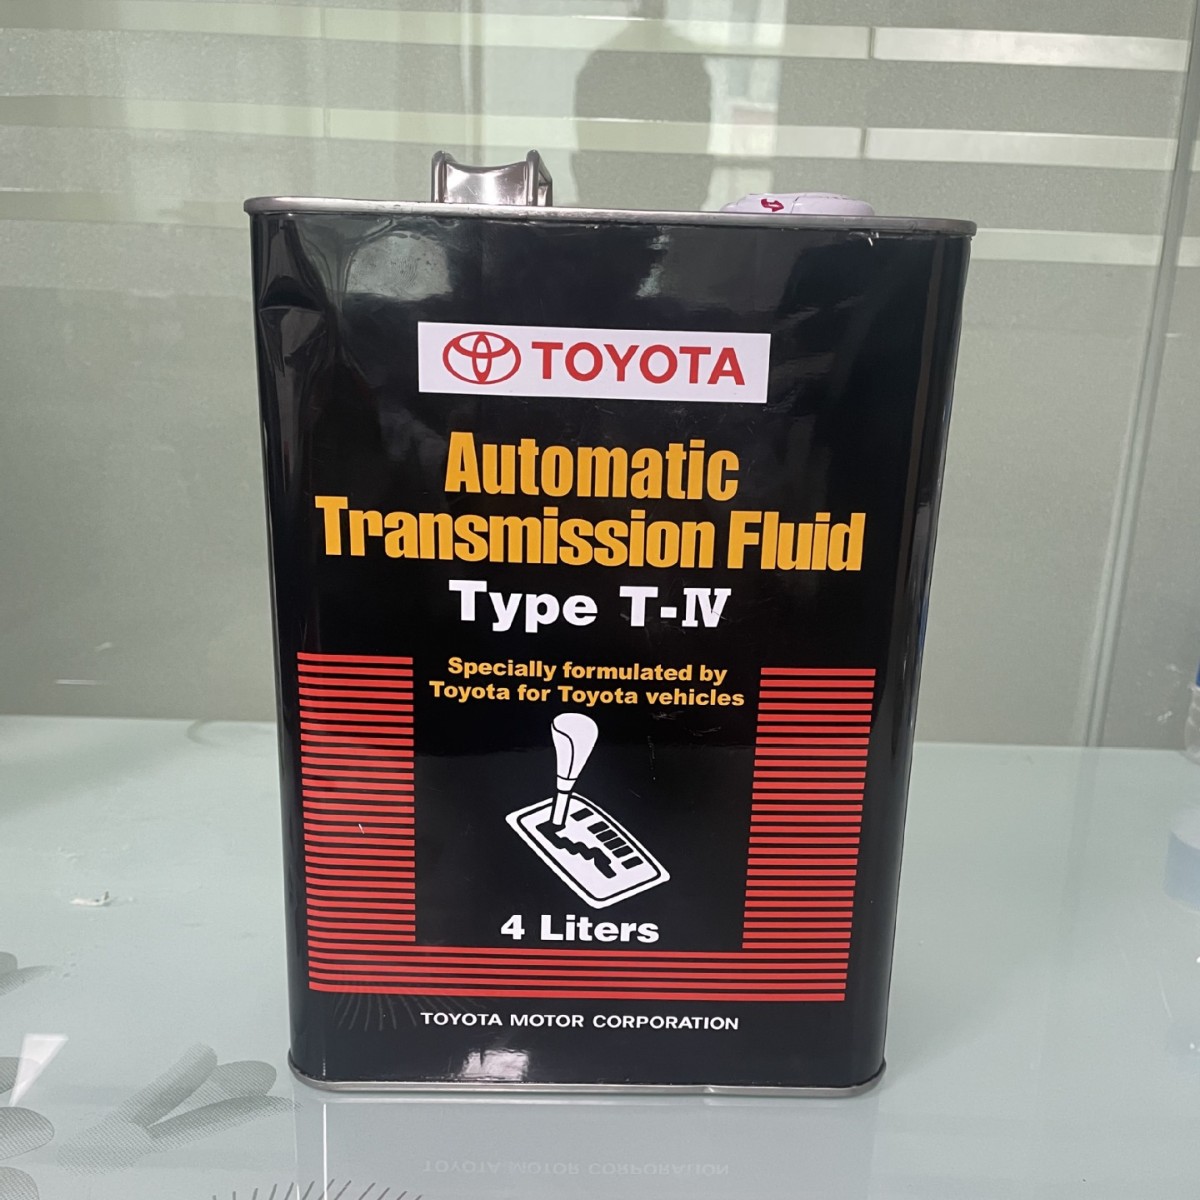 TOYOTA
Automatic
Transmission Fluid
Type T-IV
Specially formulated by
Toyota for Toyota vehicles
4 Liters
TOYOTA MOTOR CORPORATION